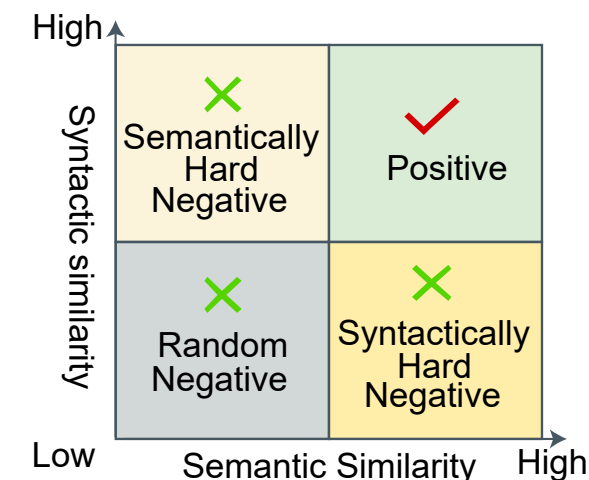 High
Syntactic similarity
Semantically
Hard
Negative
Positive
Random
Negative
Syntactically
Hard
Negative
Low
Semantic Similarity
High